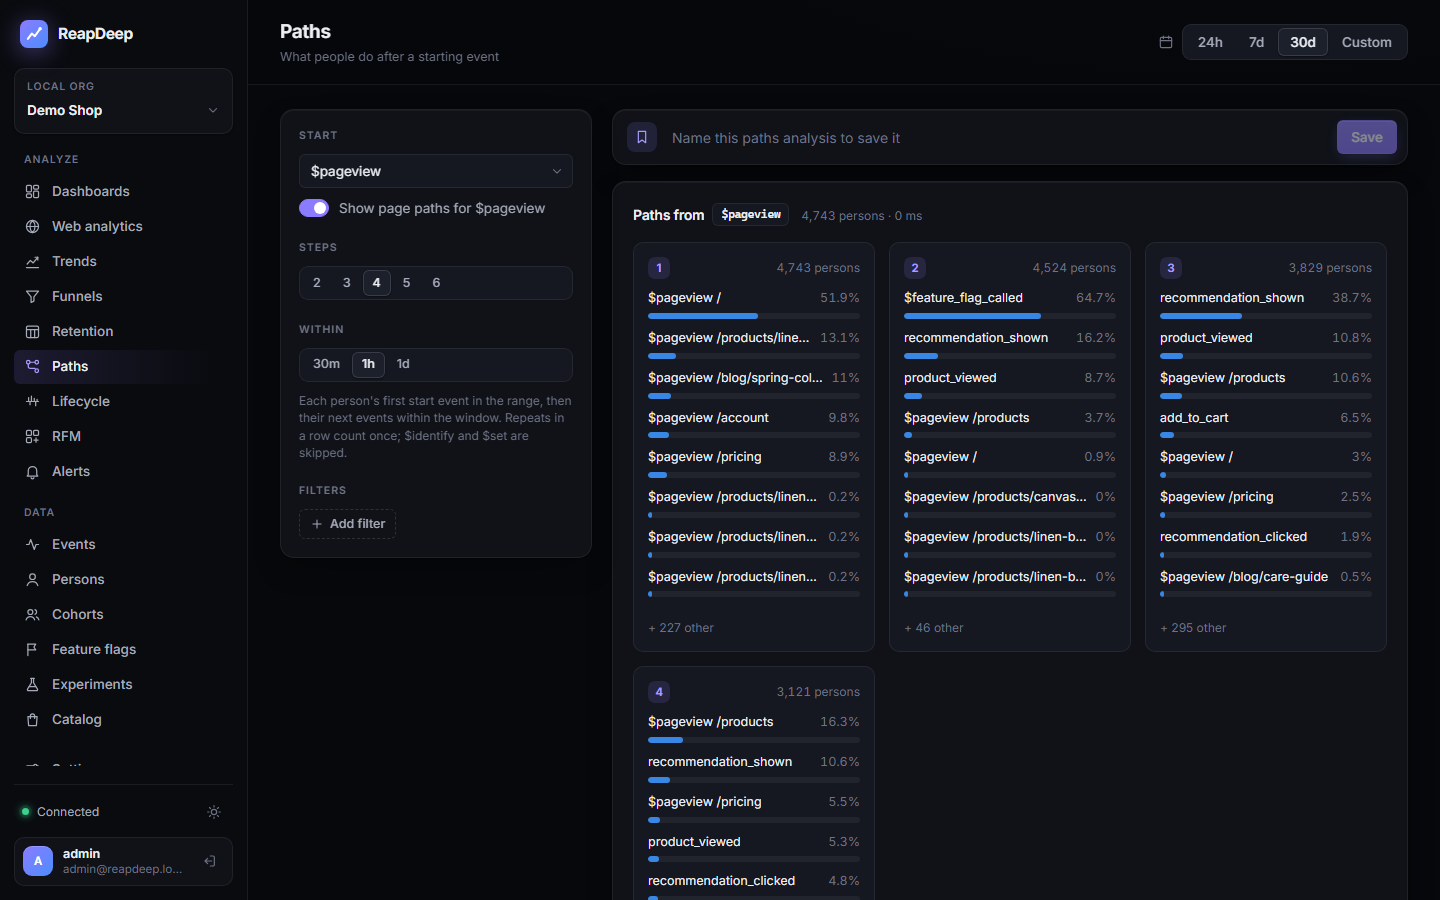 ReapDeep
LOCAL ORG
Demo Shop
ANALYZE
Dashboards
Web analytics
Trends
Funnels
Retention
Paths
Lifecycle
RFM
Alerts
DATA
Events
Persons
Cohorts
Feature flags
Experiments
Catalog
Connected
A
admin
admin@reapdeep.lo...
Paths
What people do after a starting event
24h 7d 30d Custom
START
$pageview
Show page paths for $pageview
STEPS
2 3 4 5 6
WITHIN
30m 1h 1d
Each person's first start event in the range, then
their next events within the window. Repeats in
a row count once; $identify and $set are
skipped.
FILTERS
+ Add filter
Name this paths analysis to save it
Save
Paths from $pageview 4,743 persons · 0 ms
1 4,743 persons
$pageview / 51.9%
$pageview /products/line... 13.1%
$pageview /blog/spring-col... 11%
$pageview /account 9.8%
$pageview /pricing 8.9%
$pageview /products/linen... 0.2%
$pageview /products/linen... 0.2%
$pageview /products/linen... 0.2%
+ 227 other
2 4,524 persons
$feature_flag_called 64.7%
recommendation_shown 16.2%
product_viewed 8.7%
$pageview /products 3.7%
$pageview / 0.9%
$pageview /products/canvas... 0%
$pageview /products/linen-b... 0%
$pageview /products/linen-b... 0%
+ 46 other
3 3,829 persons
recommendation_shown 38.7%
product_viewed 10.8%
$pageview /products 10.6%
add_to_cart 6.5%
$pageview / 3%
$pageview /pricing 2.5%
recommendation_clicked 1.9%
$pageview /blog/care-guide 0.5%
+ 295 other
4 3,121 persons
$pageview /products 16.3%
recommendation_shown 10.6%
$pageview /pricing 5.5%
product_viewed 5.3%
recommendation_clicked 4.8%